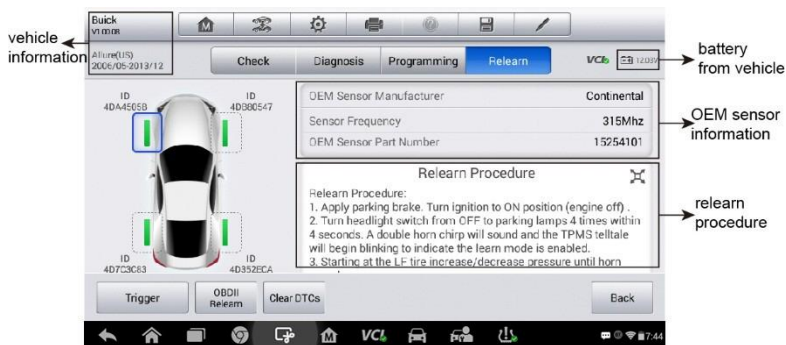 vehicle
information
Buick
V1.00.08
Allure(US)
2006/05-2013/12
Check
Diagnosis
Programming
Relearn
VCI
12.03V
battery
from vehicle
ID
4DA4505B
ID
4DB80547
ID
4D7C3C83
ID
4D352ECA
OEM Sensor Manufacturer Continental
Sensor Frequency 315Mhz
OEM Sensor Part Number 15254101
OEM sensor
information
Relearn Procedure
Relearn Procedure:
1. Apply parking brake. Turn ignition to ON position (engine off) .
2. Turn headlight switch from OFF to parking lamps 4 times within
4 seconds. A double horn chirp will sound and the TPMS telltale
will begin blinking to indicate the learn mode is enabled.
3. Starting at the LF tire increase/decrease pressure until horn
relearn
procedure
Trigger
OBDII
Relearn
Clear DTCs
Back
VCI
7:44